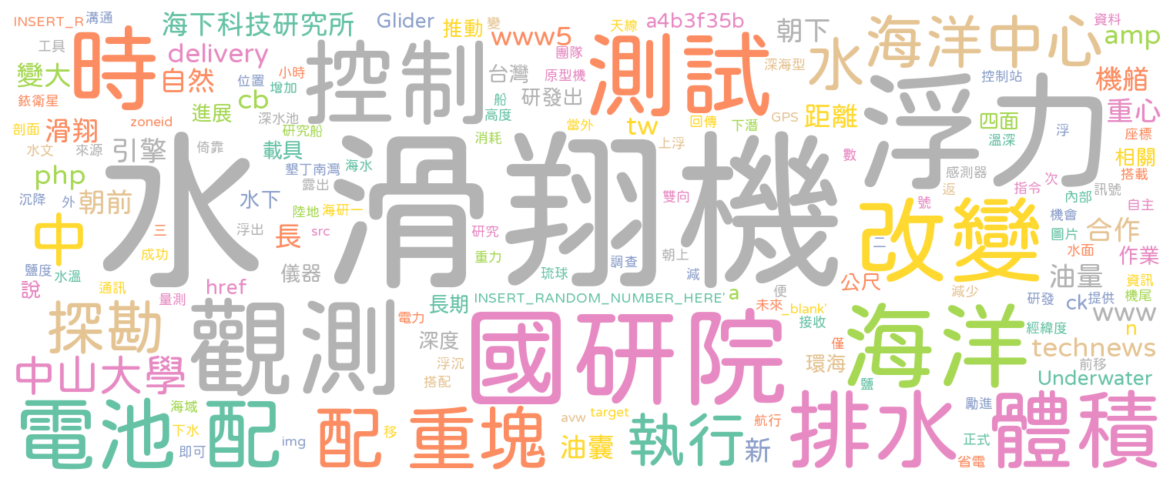 INSERT_R
溝通
海下科技研究所
Glider
推動
變
天線
a4b3f35b
朝下
海洋中心
資料
amp
工具
時
控制
www5
團隊
測試
水
深海型
變大
delivery
自然
位置
小時
增加
台灣
原型機
控制站
機艏
銥衛星
進展
cb
深水池
研發出
船
高度
浮力
剖面
滑翔
zoneid
研究船
消耗
當外
tw
回傳
下潛
GPS
距離
四面
重心
座標
水文
來源
引擎
倚靠
載具
海水
水滑翔機
上浮
數
感測器
溫深
相關
搭載
php
墾丁南灣
露出
雙向
返
指令
次
訊號
沉降
外
朝前
水下
陸地
海研一
號
內部
自主
中
三
浮出
長
src
研究
改變
浮
機會
合作
成功
重力
調查
朝上
二
圖片
水面
作業
鹽度
水溫
儀器
琉球
減
便
公尺
油量
資訊
說
通訊
量測
href
長期
INSERT_RANDOM_NUMBER_HERE'
a
未來
_blank'
減少
研發
ck
提供
機尾
www
n
探勘
觀測
電力
深度
國研院
接收
僅
海洋
經緯度
technews
中山大學
浮沉
搭配
環海
鹽
前移
Underwater
電池配
海域
下水
即可
img
配重塊
移
avw
target
油囊
執行
航行
新
排水體積
勵進
正式
省電